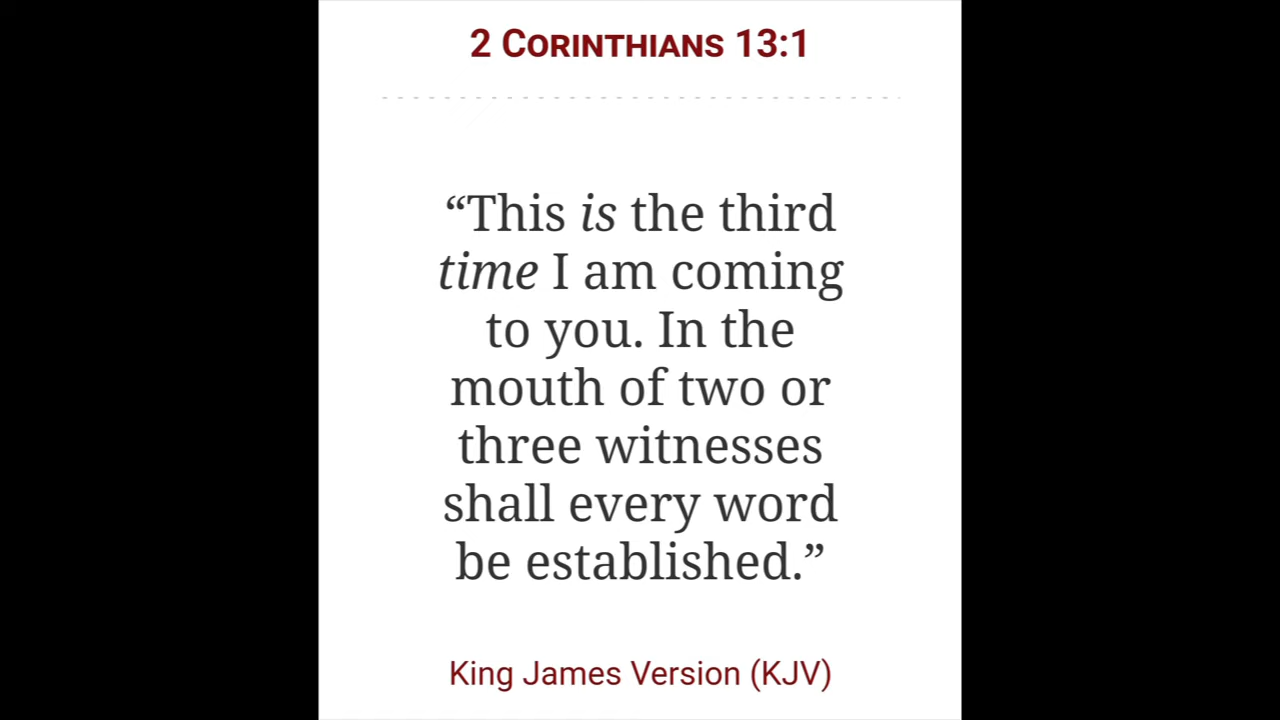 2 Corinthians 13:1
“This is the third
time I am coming
to you. In the
mouth of two or
three witnesses
shall every word
be established.”
King James Version (KJV)